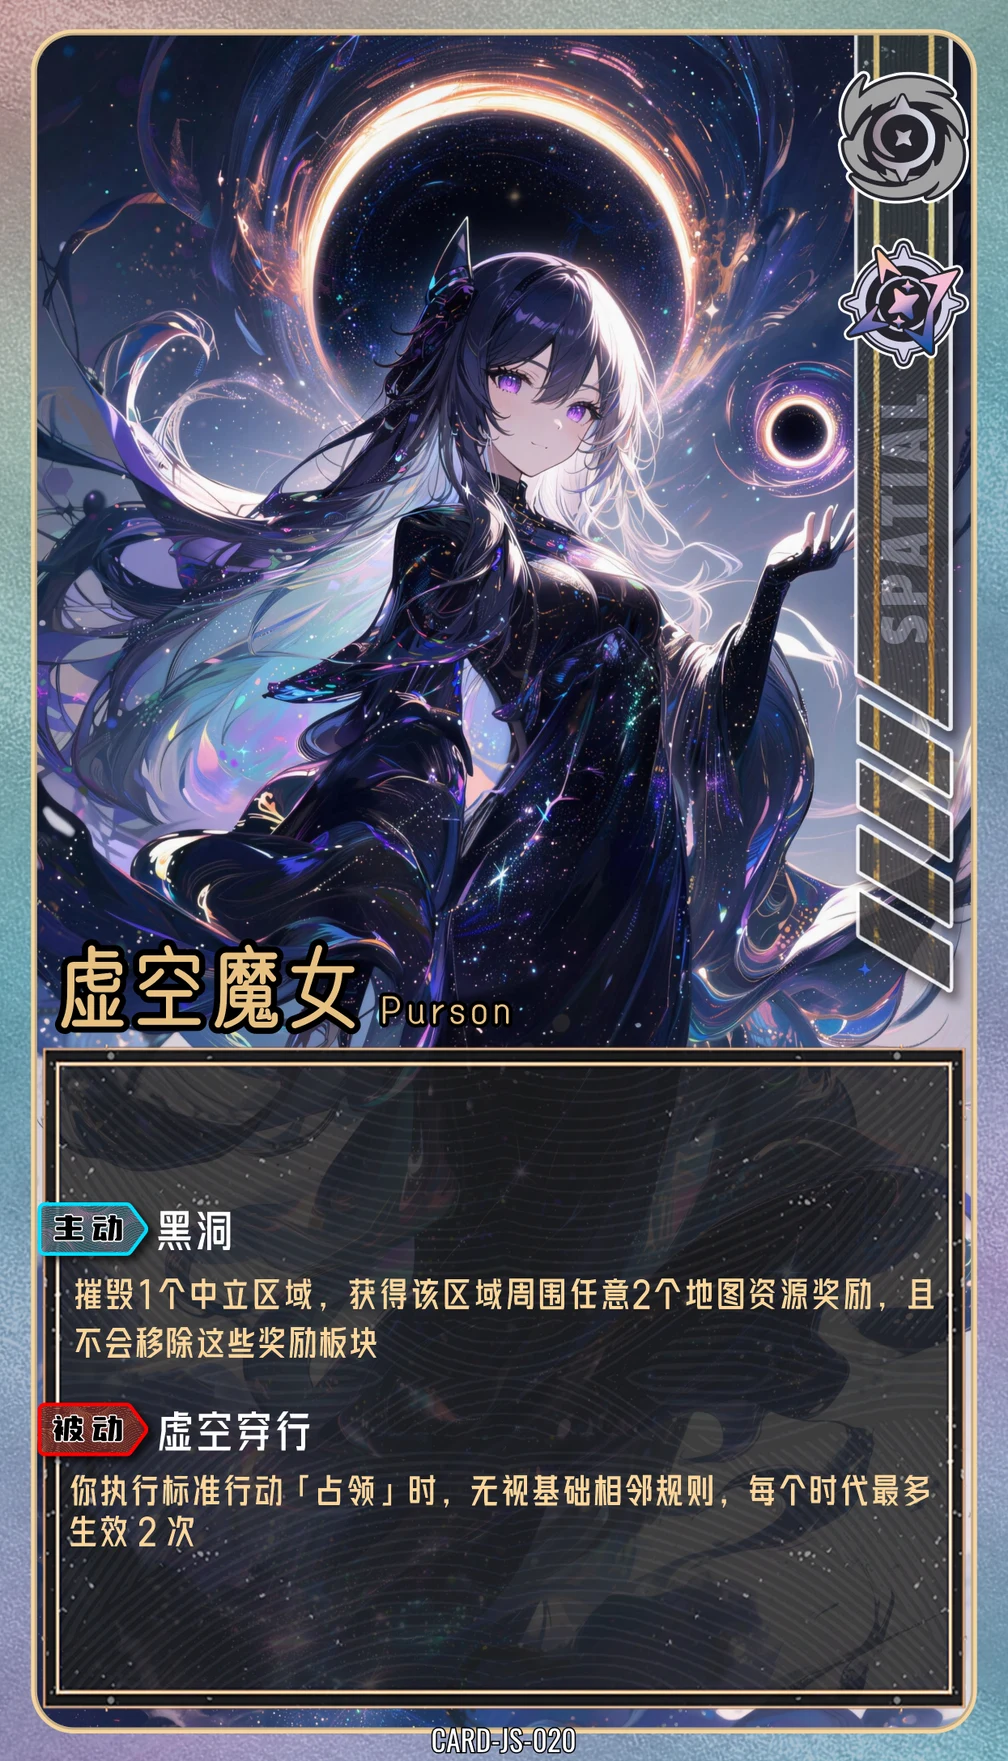 SPATIAL
虚空魔女 Purson
主动 黑洞
摧毁1个中立区域，获得该区域周围任意2个地图资源奖励，且
不会移除这些奖励板块
被动 虚空穿行
你执行标准行动「占领」时，无视基础相邻规则，每个时代最多
生效 2 次
CARD-JS-020